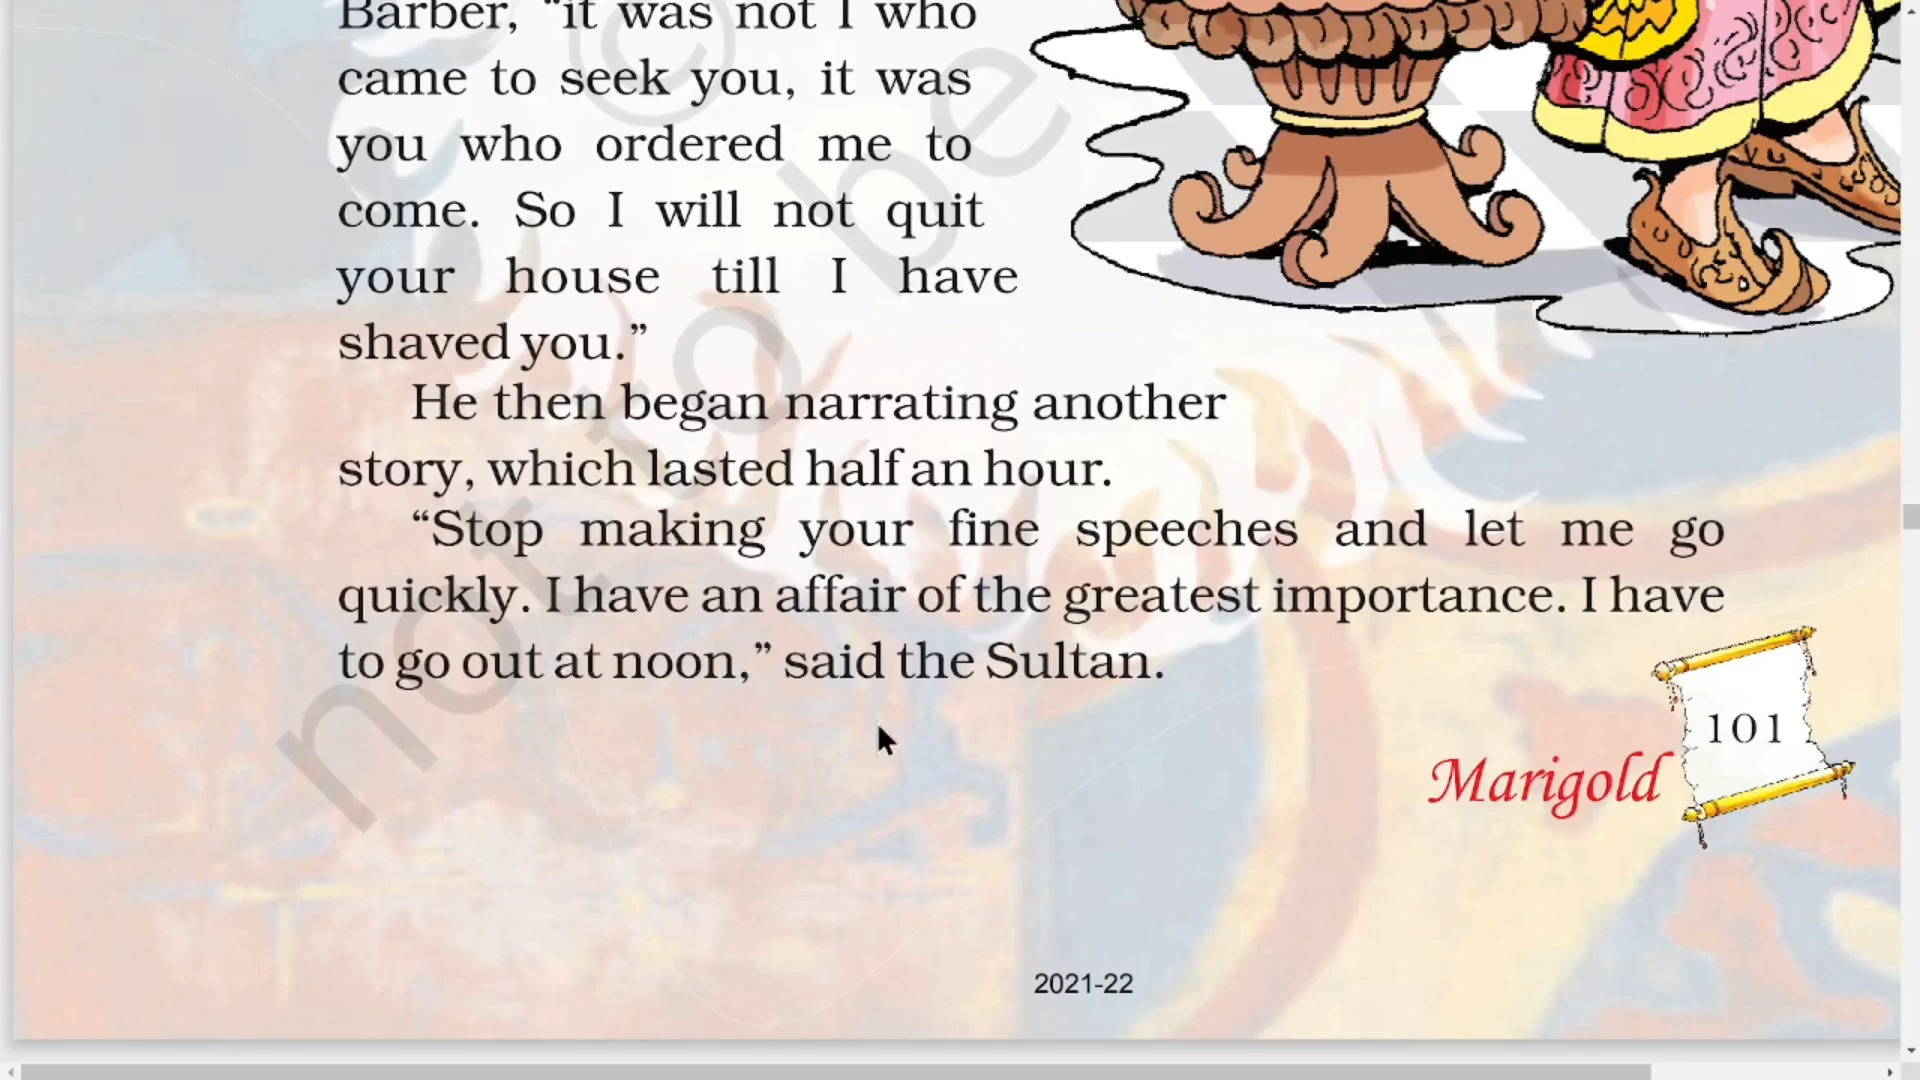 Barber, “it was not I who
came to seek you, it was
you who ordered me to
come. So I will not quit
your house till I have
shaved you.”
He then began narrating another
story, which lasted half an hour.
“Stop making your fine speeches and let me go
quickly. I have an affair of the greatest importance. I have
to go out at noon,” said the Sultan.
101
Marigold
2021-22
©
not to be